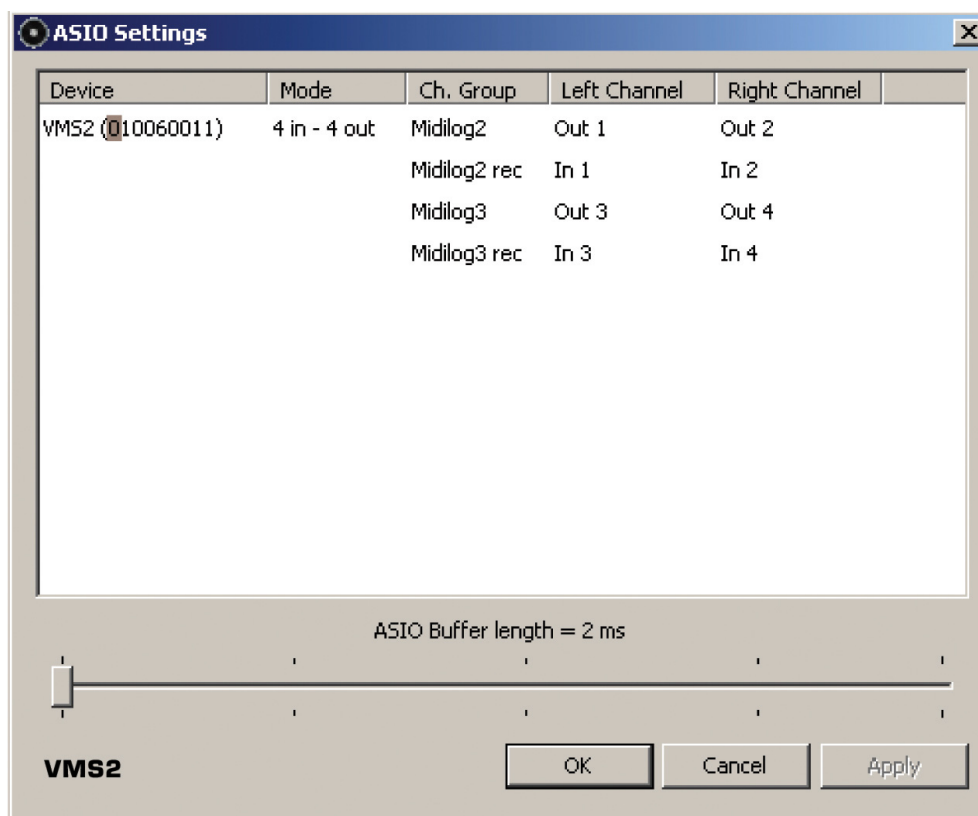 ASIO Settings
Device Mode Ch. Group Left Channel Right Channel
VMS2 (010060011) 4 in - 4 out Midilog2 Out 1 Out 2
Midilog2 rec In 1 In 2
Midilog3 Out 3 Out 4
Midilog3 rec In 3 In 4
ASIO Buffer length = 2 ms
VMS2 OK Cancel Apply